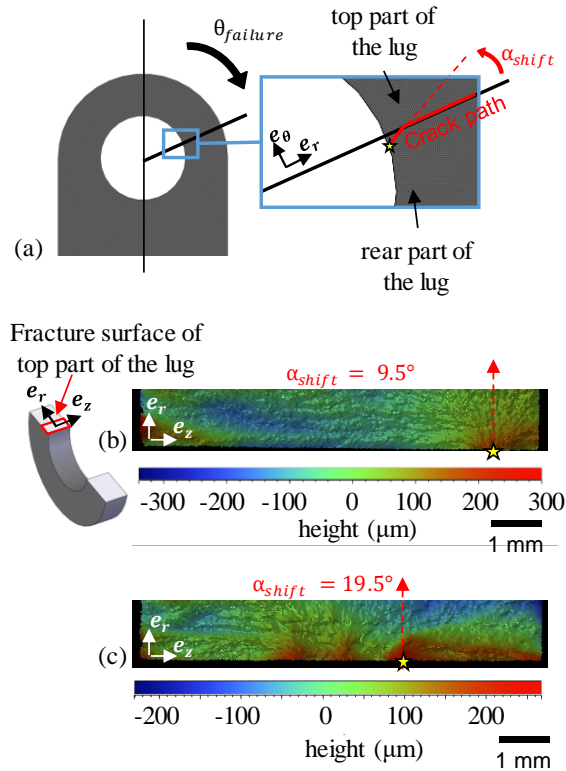 θfailure
top part of
the lug
αshift
Crack path
eθ
er
rear part of
the lug
(a)
Fracture surface of
top part of the lug
er
ez
αshift = 9.5°
er
ez
(b)
-300 -200 -100 0 100 200 300
height (µm)
1 mm
αshift = 19.5°
er
ez
(c)
-200 -100 0 100 200
height (µm)
1 mm